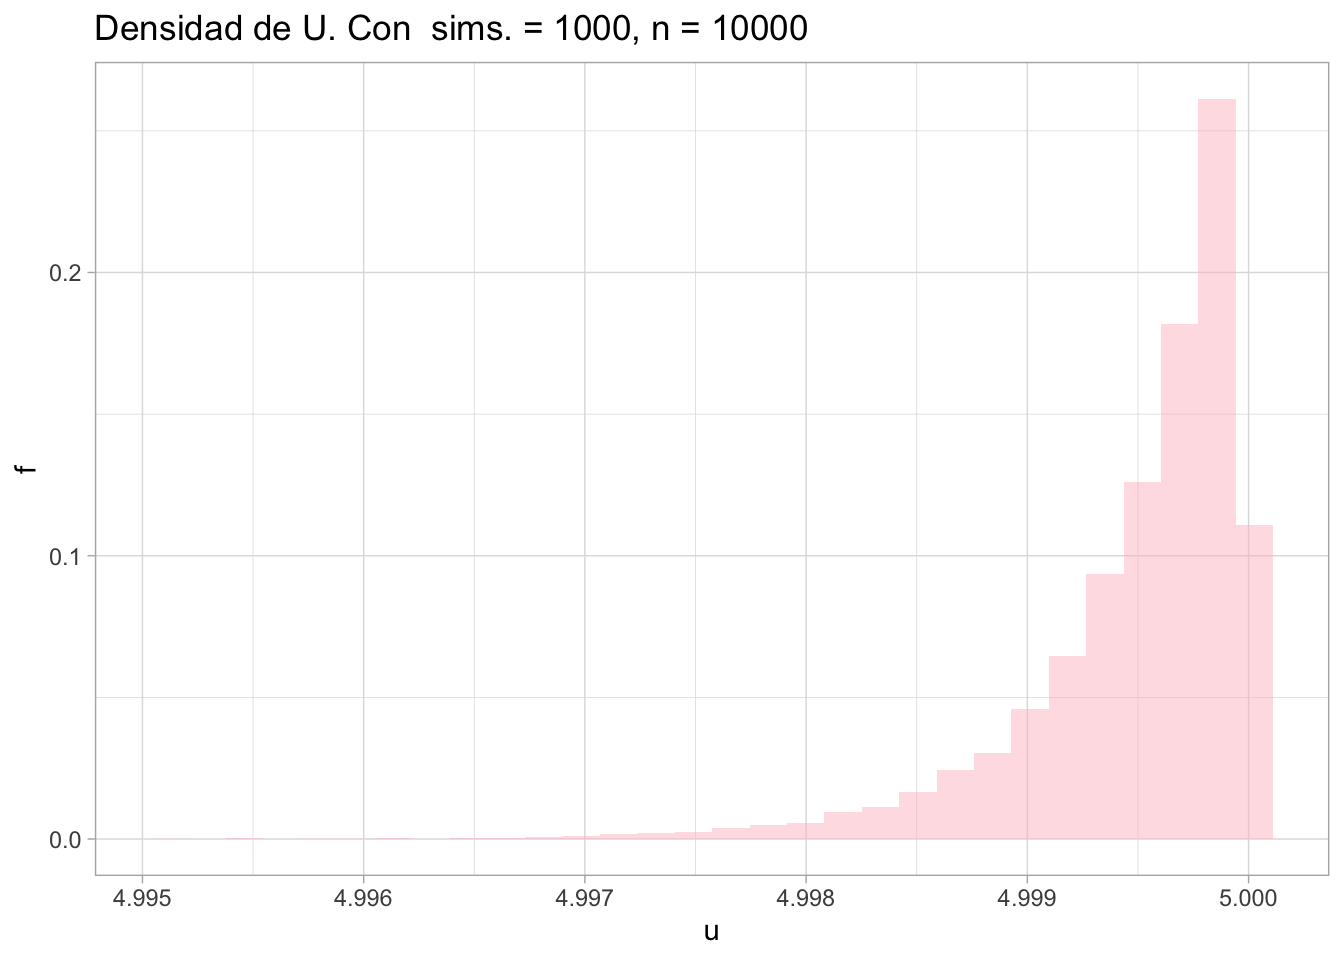 Densidad de U. Con  sims. = 1000, n = 10000
f
0.2
0.1
0.0
4.995 4.996 4.997 4.998 4.999 5.000
u